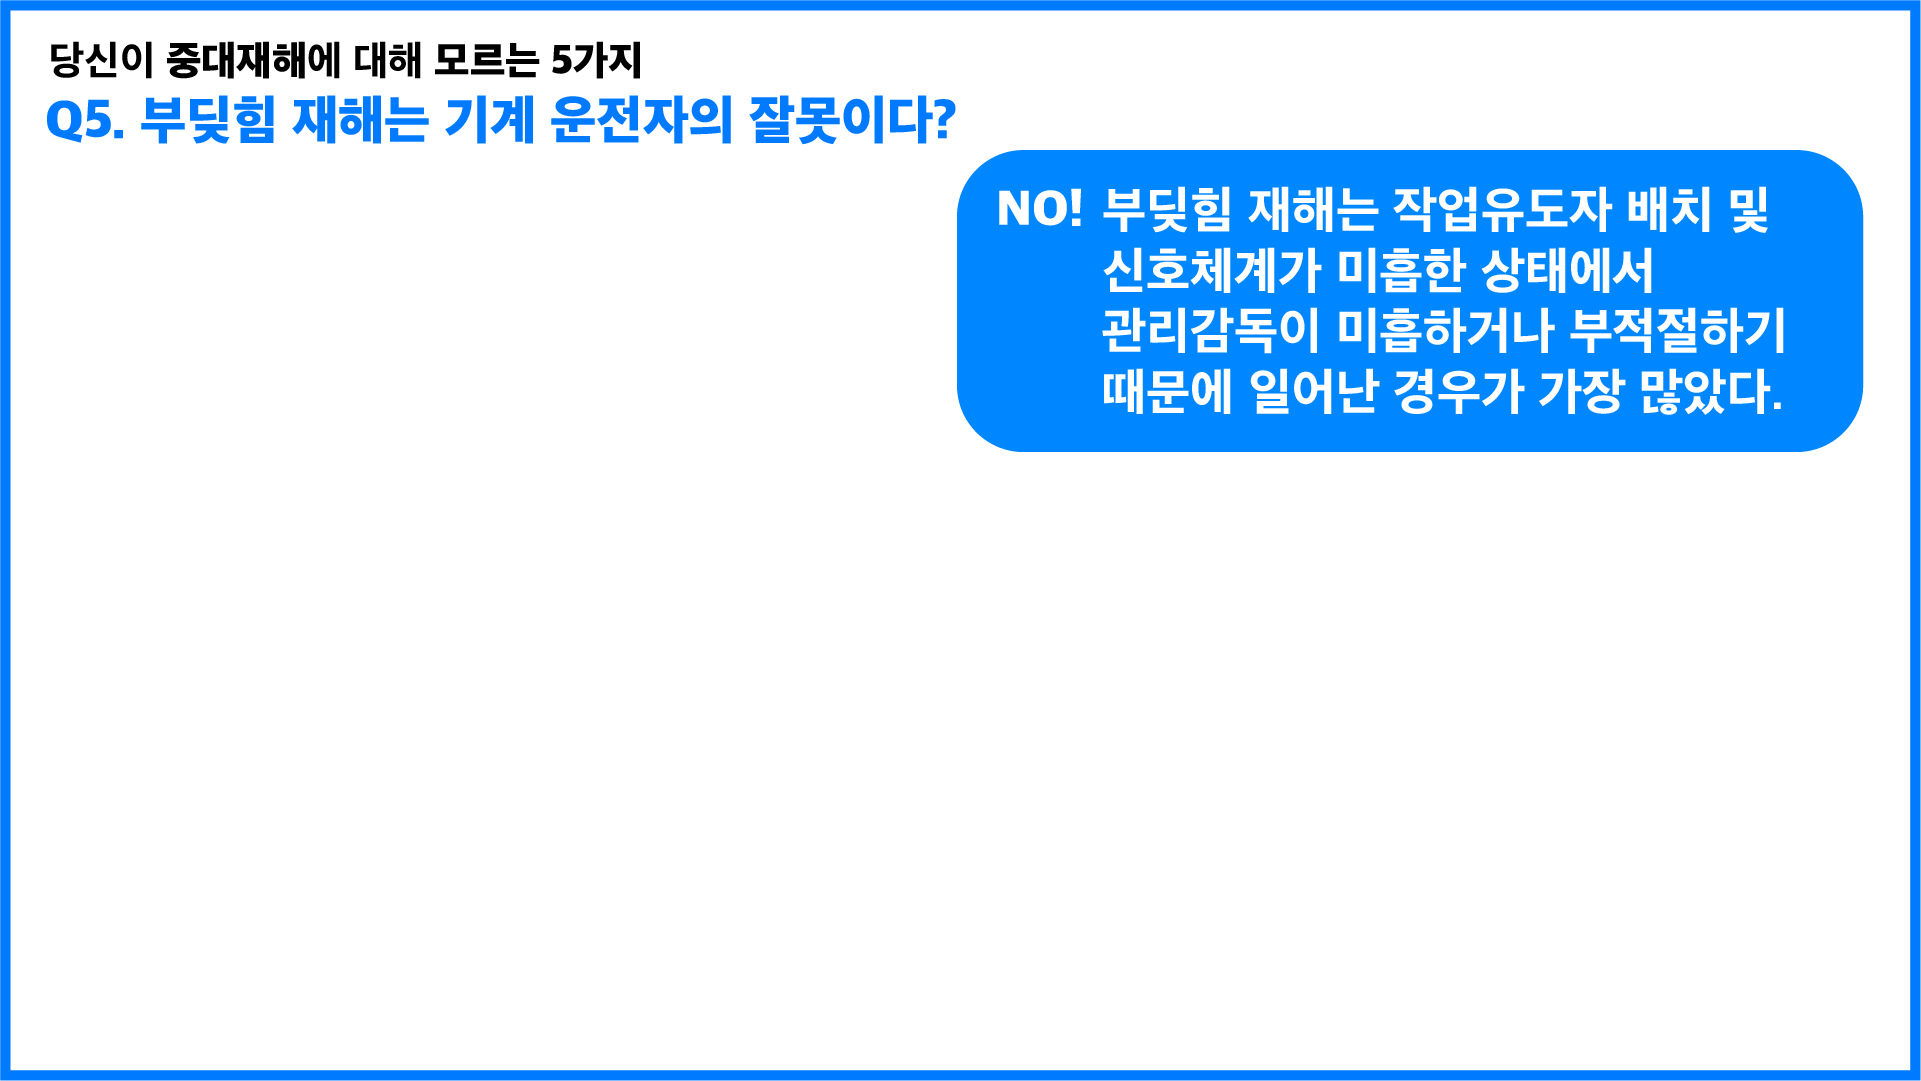 당신이 중대재해에 대해 모르는 5가지
Q5. 부딪힘 재해는 기계 운전자의 잘못이다?
NO! 부딪힘 재해는 작업유도자 배치 및
신호체계가 미흡한 상태에서
관리감독이 미흡하거나 부적절하기
때문에 일어난 경우가 가장 많았다.